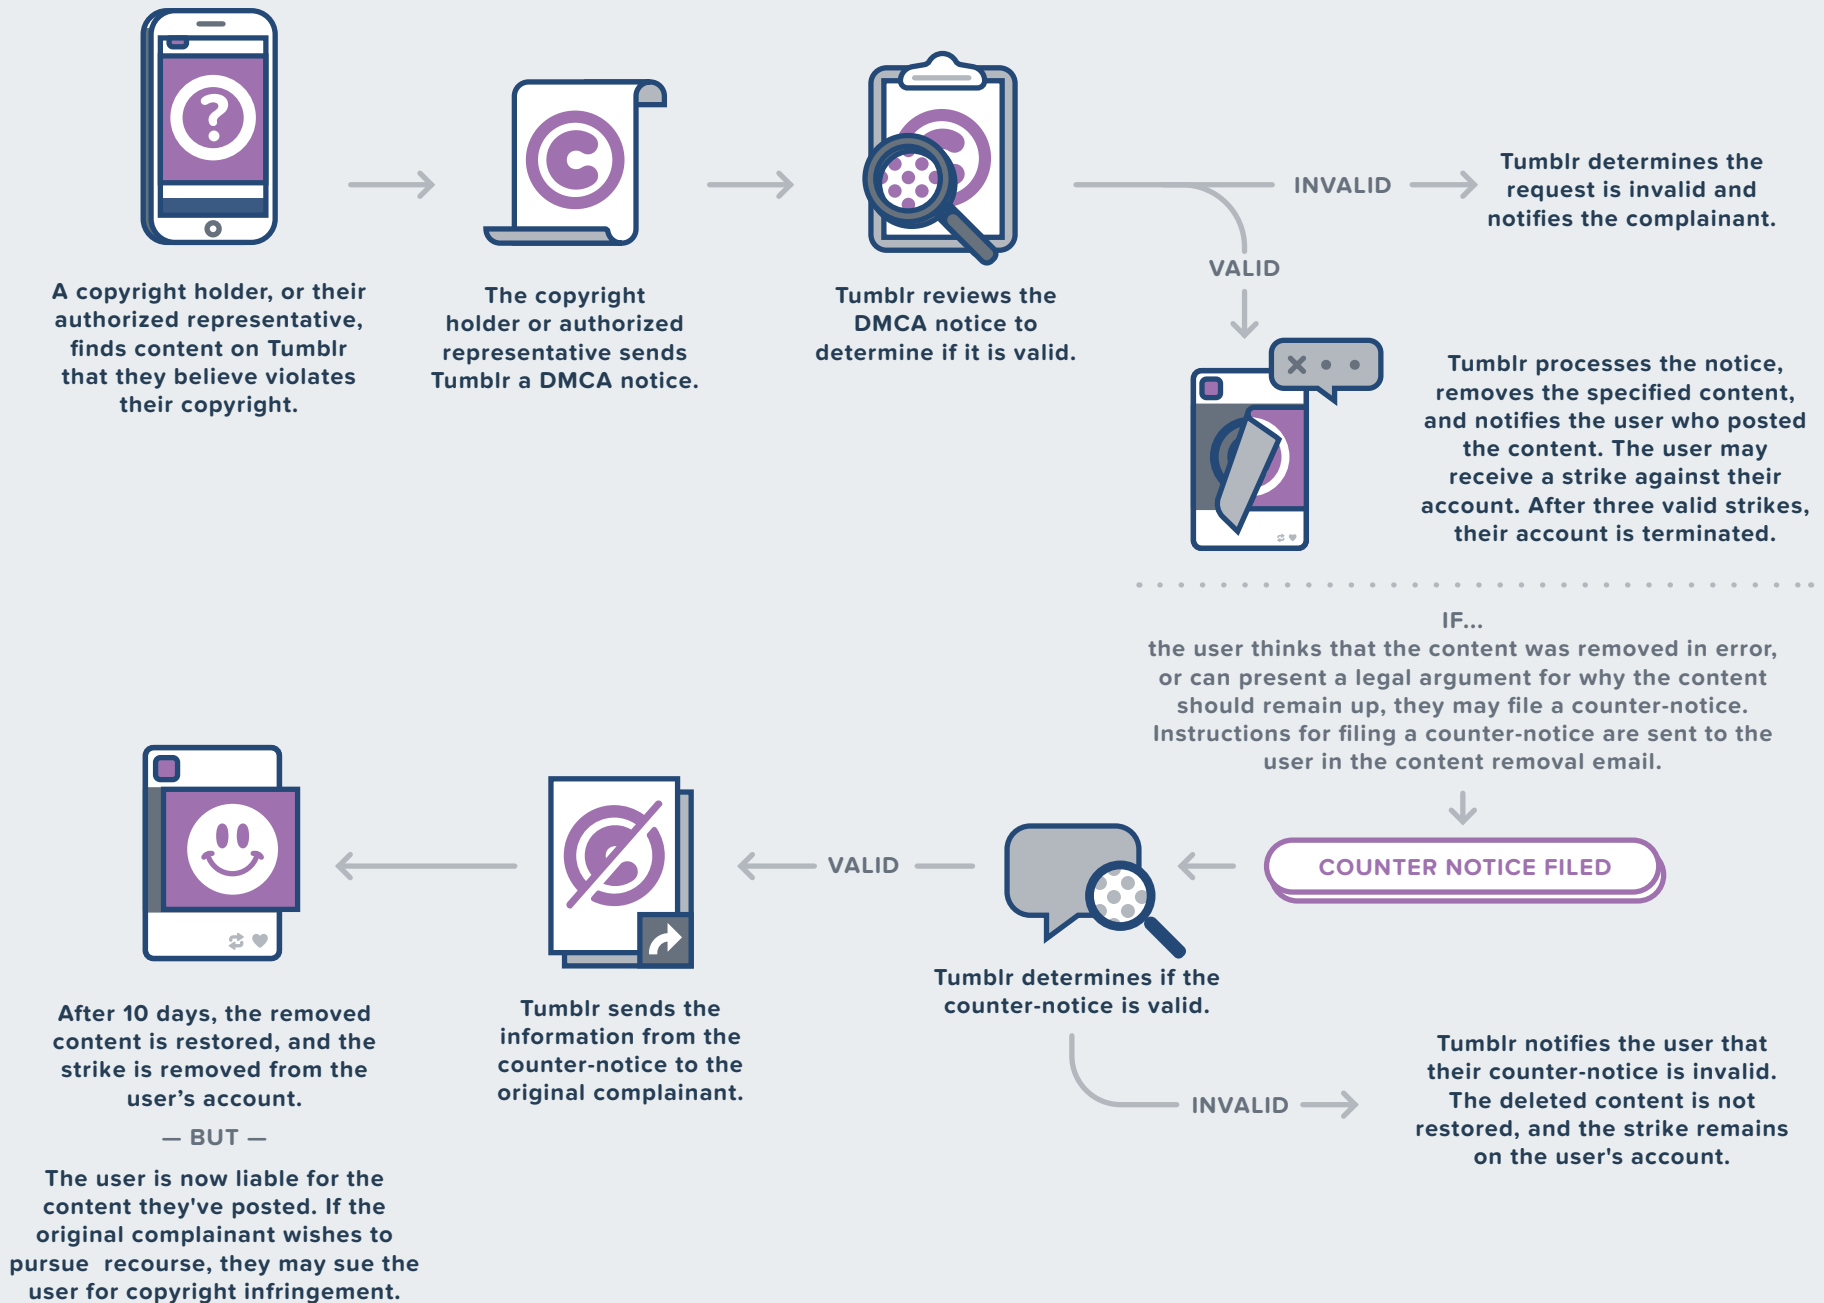 A copyright holder, or their
authorized representative,
finds content on Tumblr
that they believe violates
their copyright.
The copyright
holder or authorized
representative sends
Tumblr a DMCA notice.
Tumblr reviews the
DMCA notice to
determine if it is valid.
INVALID
Tumblr determines the
request is invalid and
notifies the complainant.
VALID
Tumblr processes the notice,
removes the specified content,
and notifies the user who posted
the content. The user may
receive a strike against their
account. After three valid strikes,
their account is terminated.
IF...
the user thinks that the content was removed in error,
or can present a legal argument for why the content
should remain up, they may file a counter-notice.
Instructions for filing a counter-notice are sent to the
user in the content removal email.
COUNTER NOTICE FILED
Tumblr determines if the
counter-notice is valid.
INVALID
Tumblr notifies the user that
their counter-notice is invalid.
The deleted content is not
restored, and the strike remains
on the user's account.
VALID
Tumblr sends the
information from the
counter-notice to the
original complainant.
After 10 days, the removed
content is restored, and the
strike is removed from the
user’s account.
— BUT —
The user is now liable for the
content they've posted. If the
original complainant wishes to
pursue  recourse, they may sue the
user for copyright infringement.